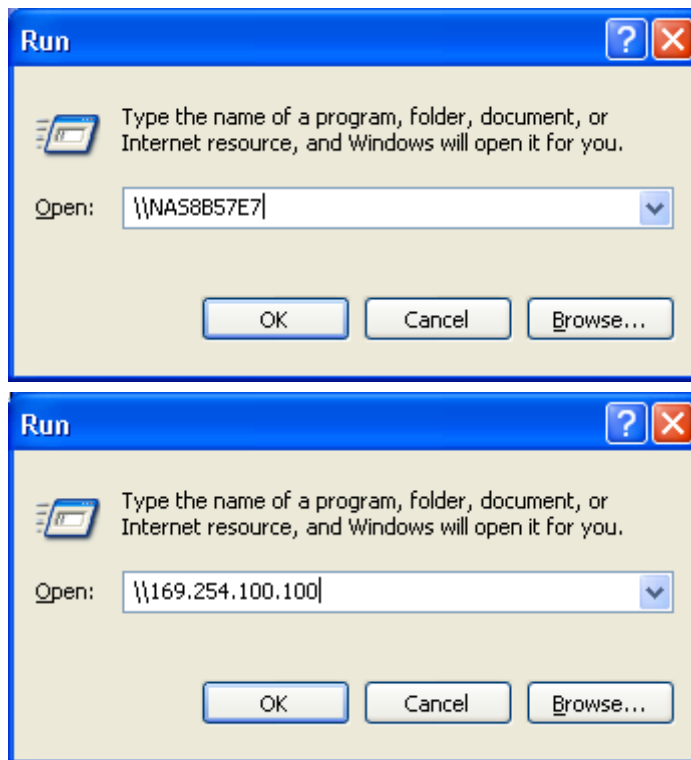 Run
Type the name of a program, folder, document, or
Internet resource, and Windows will open it for you.
Open: \\NAS8B57E7
OK Cancel Browse...
Run
Type the name of a program, folder, document, or
Internet resource, and Windows will open it for you.
Open: \\169.254.100.100
OK Cancel Browse...